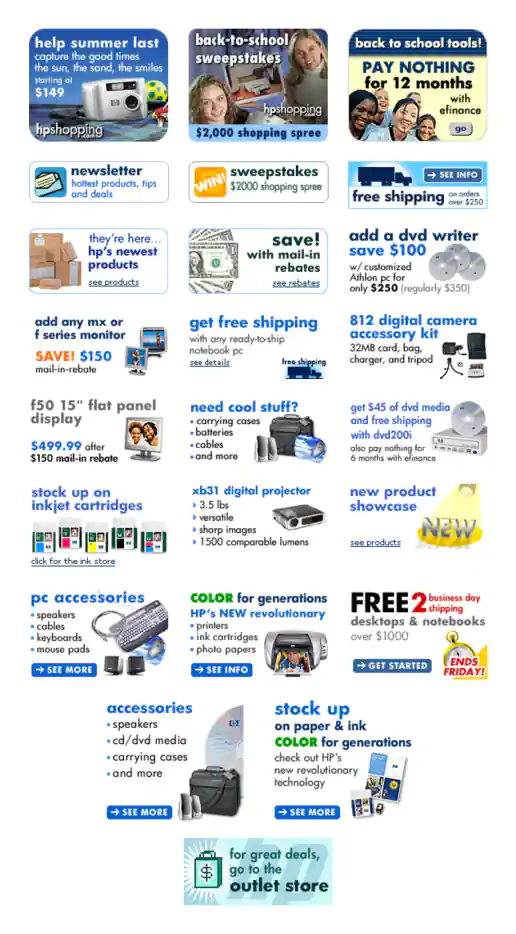 help summer last
capture the good times
the sun, the sand, the smiles
starting at
$149
hpshopping
.com
back-to-school
sweepstakes
hpshopping
.com
$2,000 shopping spree
back to school tools!
PAY NOTHING
for 12 months
with
efinance
go
newsletter
hottest products, tips
and deals
WIN!
sweepstakes
$2000 shopping spree
→ SEE INFO
free shipping on orders
over $250
they're here...
hp's newest
products
see products
save!
with mail-in
rebates
see rebates
add a dvd writer
save $100
w/ customized
Athlon pc for
only $250 (regularly $350)
add any mx or
f series monitor
SAVE! $150
mail-in-rebate
get free shipping
with any ready-to-ship
notebook pc
see details
free shipping
812 digital camera
accessory kit
32MB card, bag,
charger, and tripod
f50 15" flat panel
display
$499.99 after
$150 mail-in rebate
need cool stuff?
• carrying cases
• batteries
• cables
• and more
get $45 of dvd media
and free shipping
with dvd200i
also pay nothing for
6 months with efinance
stock up on
inkjet cartridges
click for the ink store
xb31 digital projector
3.5 lbs
versatile
sharp images
1500 comparable lumens
new product
showcase
NEW
see products
pc accessories
• speakers
• cables
• keyboards
• mouse pads
→ SEE MORE
COLOR for generations
HP's NEW revolutionary
• printers
• ink cartridges
• photo papers
→ SEE INFO
FREE 2 business day
shipping
desktops & notebooks
over $1000
ENDS
FRIDAY!
→ GET STARTED
accessories
• speakers
• cd/dvd media
• carrying cases
• and more
→ SEE MORE
stock up
on paper & ink
COLOR for generations
check out HP's
new revolutionary
technology
→ SEE MORE
$
for great deals,
go to the
outlet store
hp